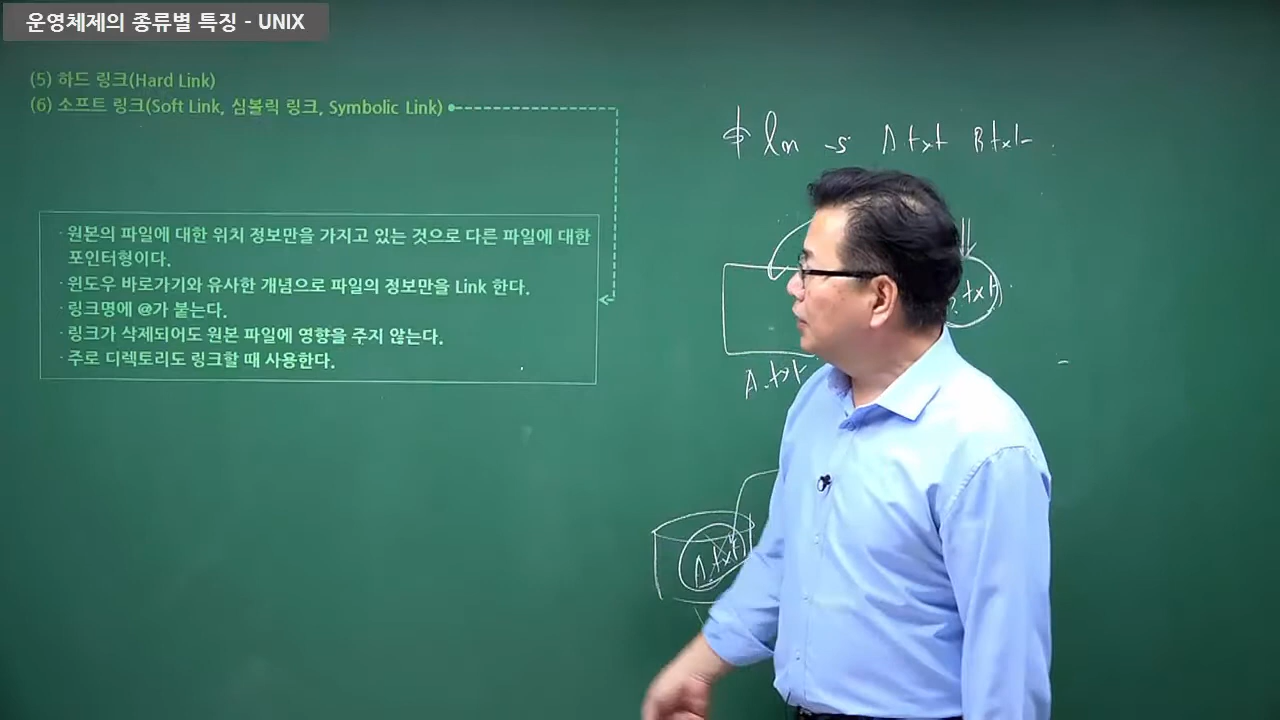 운영체제의 종류별 특징 - UNIX
(5) 하드 링크(Hard Link)
(6) 소프트 링크(Soft Link, 심볼릭 링크, Symbolic Link)
· 원본의 파일에 대한 위치 정보만을 가지고 있는 것으로 다른 파일에 대한
포인터형이다.
· 윈도우 바로가기와 유사한 개념으로 파일의 정보만을 Link 한다.
· 링크명에 @가 붙는다.
· 링크가 삭제되어도 원본 파일에 영향을 주지 않는다.
· 주로 디렉토리도 링크할 때 사용한다.
$ ln -s A txt B txt
A.txt
A.txt